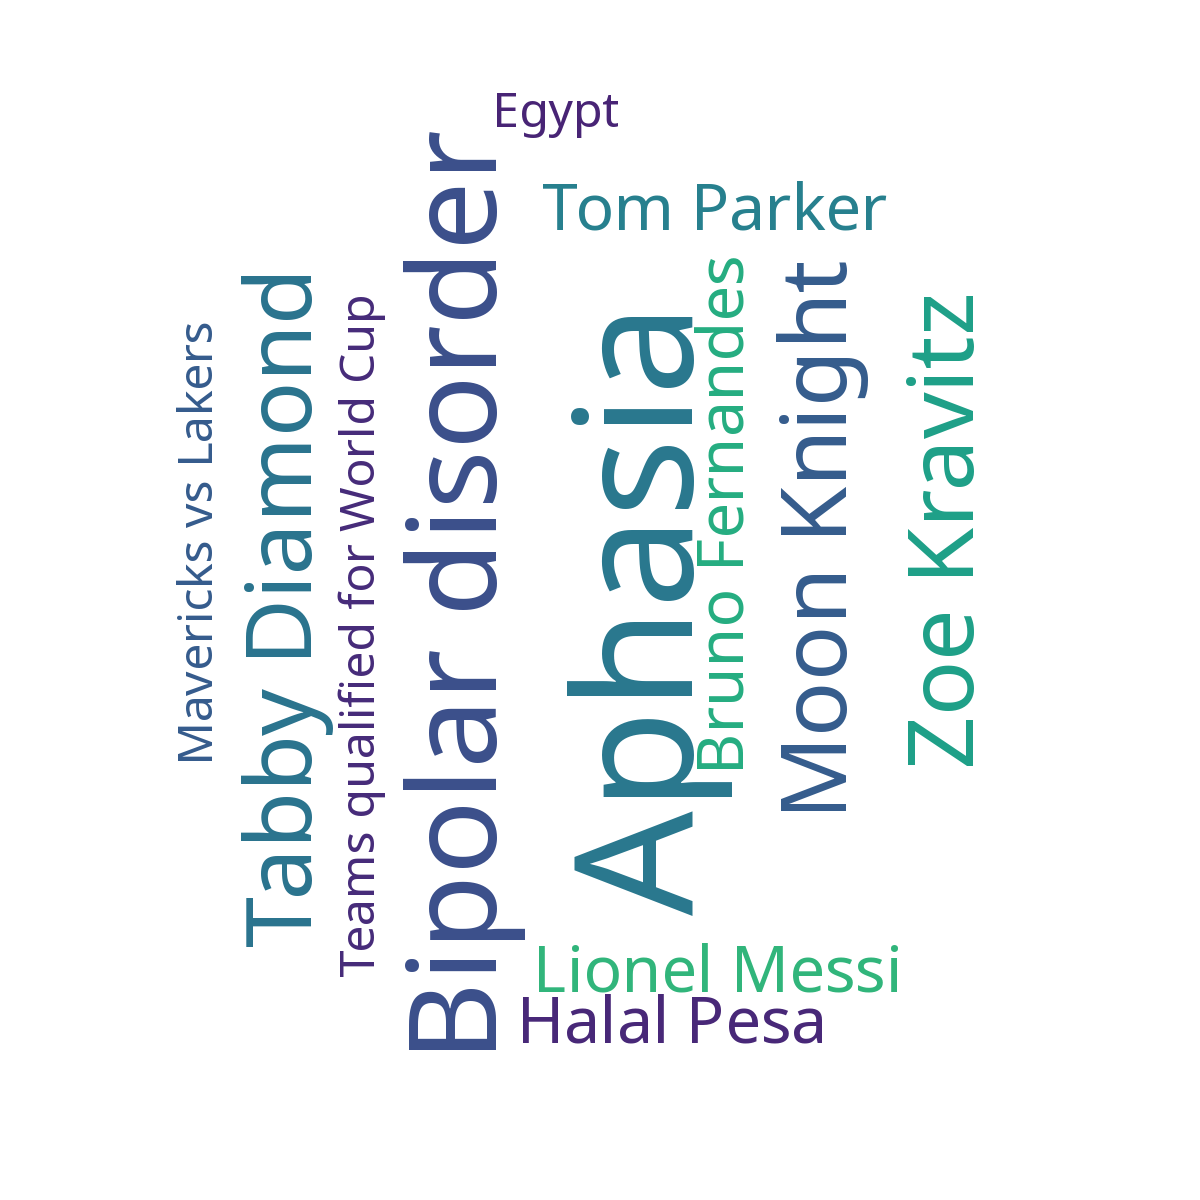 Egypt
Tom Parker
Mavericks vs Lakers
Tabby Diamond
Teams qualified for World Cup
Bipolar disorder
Aphasia
Bruno Fernandes
Moon Knight
Zoe Kravitz
Lionel Messi
Halal Pesa